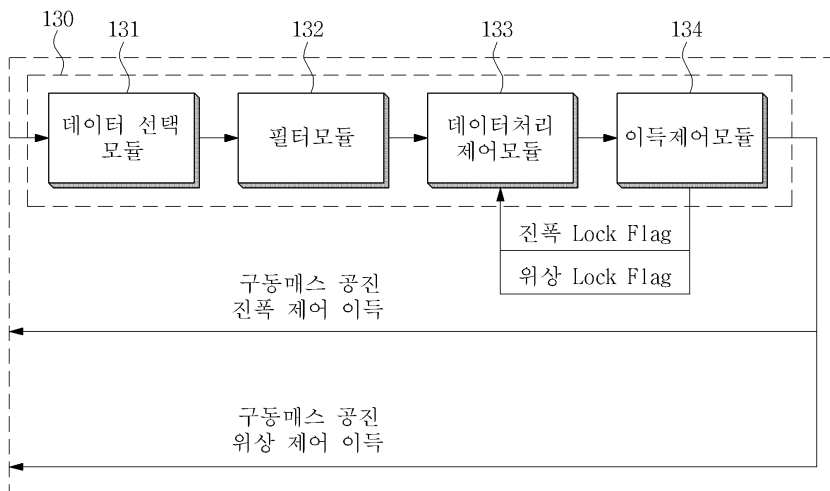 130
131
132
133
134
데이터 선택
모듈
필터모듈
데이터처리
제어모듈
이득제어모듈
진폭 Lock Flag
위상 Lock Flag
구동매스 공진
진폭 제어 이득
구동매스 공진
위상 제어 이득